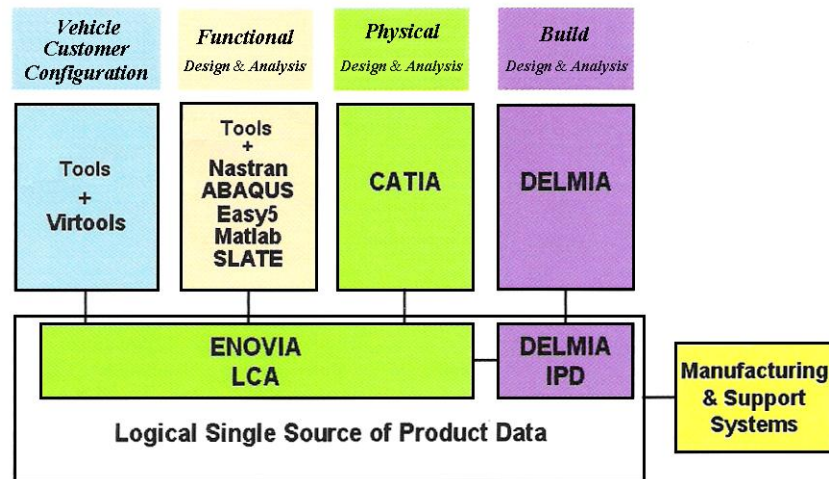 Vehicle
Customer
Configuration
Functional
Design & Analysis
Physical
Design & Analysis
Build
Design & Analysis
Tools
+
Virtools
Tools
+
Nastran
ABAQUS
Easy5
Matlab
SLATE
CATIA
DELMIA
ENOVIA
LCA
DELMIA
IPD
Manufacturing
& Support
Systems
Logical Single Source of Product Data